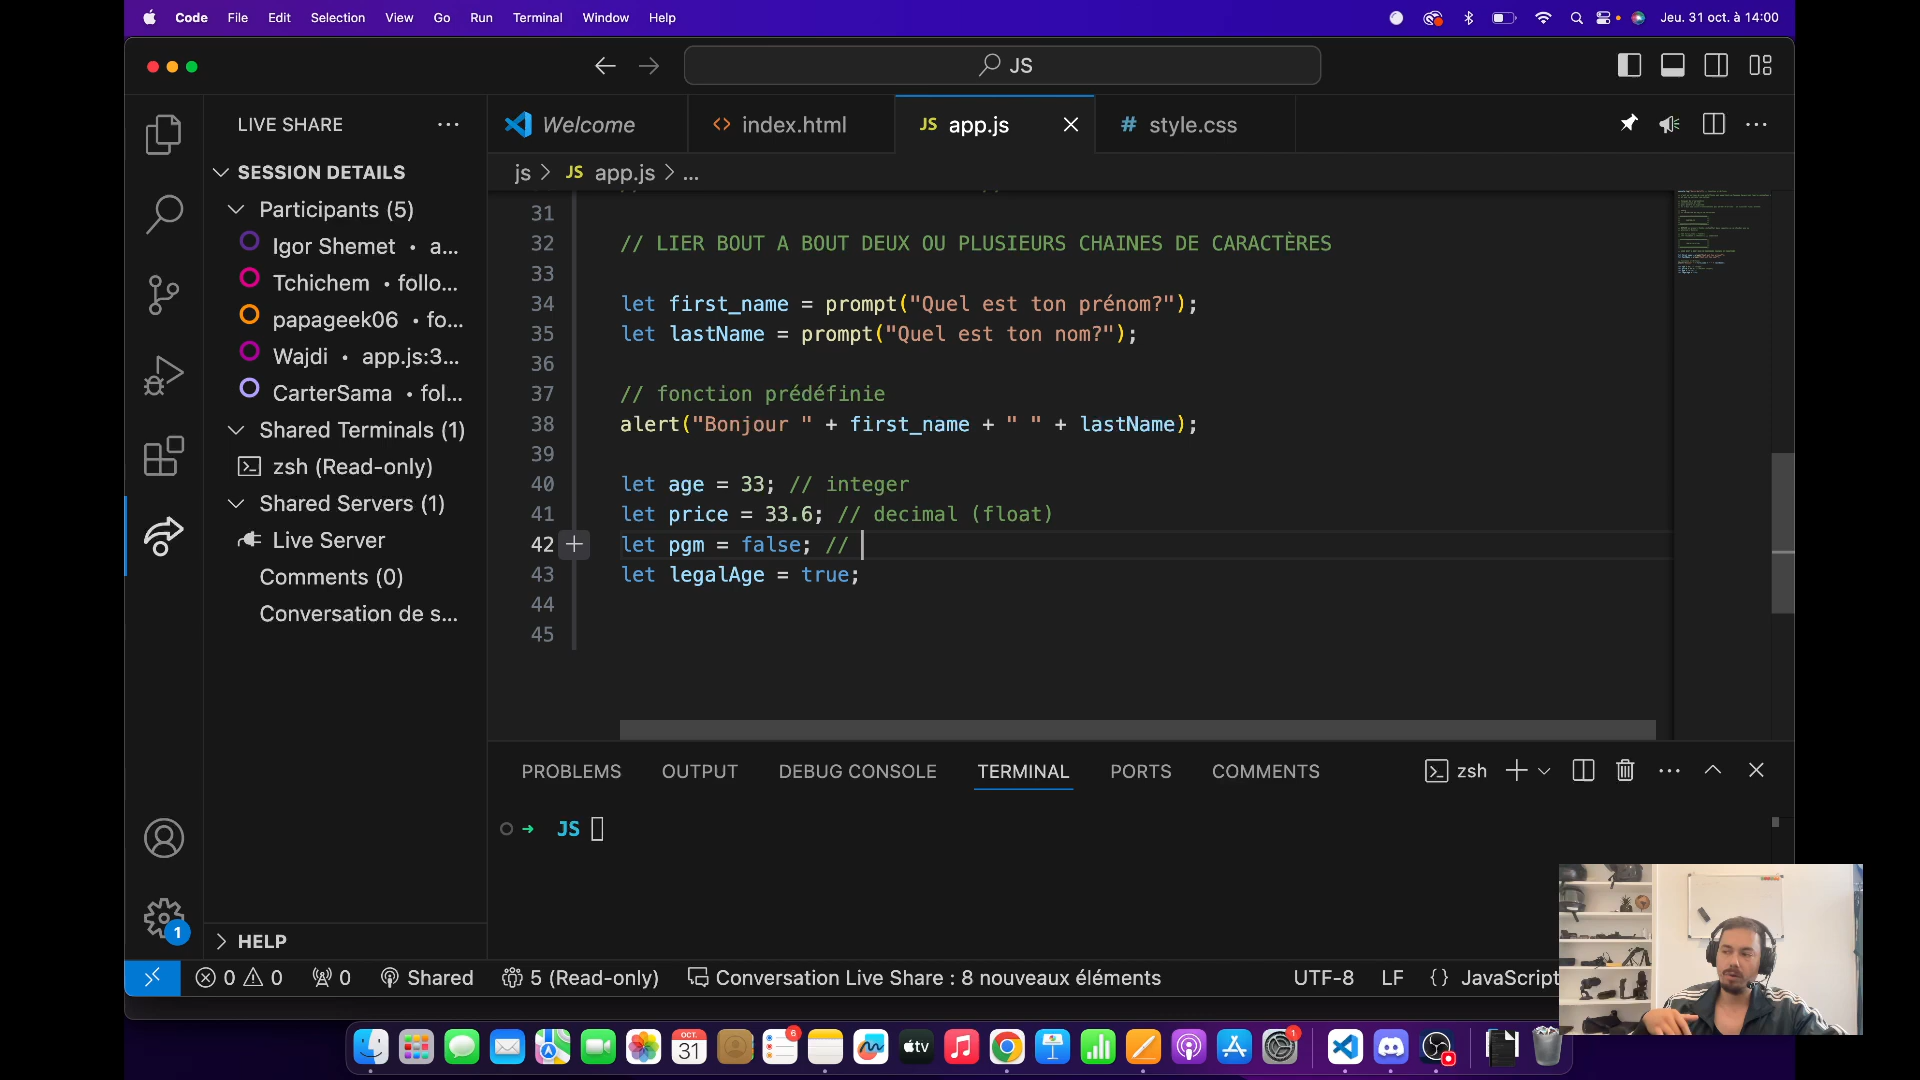 Code File Edit Selection View Go Run Terminal Window Help
Jeu. 31 oct. à 14:00
JS
LIVE SHARE
Welcome
index.html
JS app.js
# style.css
SESSION DETAILS
js > JS app.js > ...
Participants (5)
Igor Shemet • a...
Tchichem • follo...
papageek06 • fo...
Wajdi • app.js:3...
CarterSama • fol...
Shared Terminals (1)
zsh (Read-only)
Shared Servers (1)
Live Server
Comments (0)
Conversation de s...
HELP
31
32 // LIER BOUT A BOUT DEUX OU PLUSIEURS CHAINES DE CARACTÈRES
33
34 let first_name = prompt("Quel est ton prénom?");
35 let lastName = prompt("Quel est ton nom?");
36
37 // fonction prédéfinie
38 alert("Bonjour " + first_name + " " + lastName);
39
40 let age = 33; // integer
41 let price = 33.6; // decimal (float)
42 let pgm = false; //
43 let legalAge = true;
44
45
PROBLEMS OUTPUT DEBUG CONSOLE TERMINAL PORTS COMMENTS
zsh
JS
1
0 0 0 Shared 5 (Read-only) Conversation Live Share : 8 nouveaux éléments UTF-8 LF {} JavaScript
OCT.
31
6
tv
1